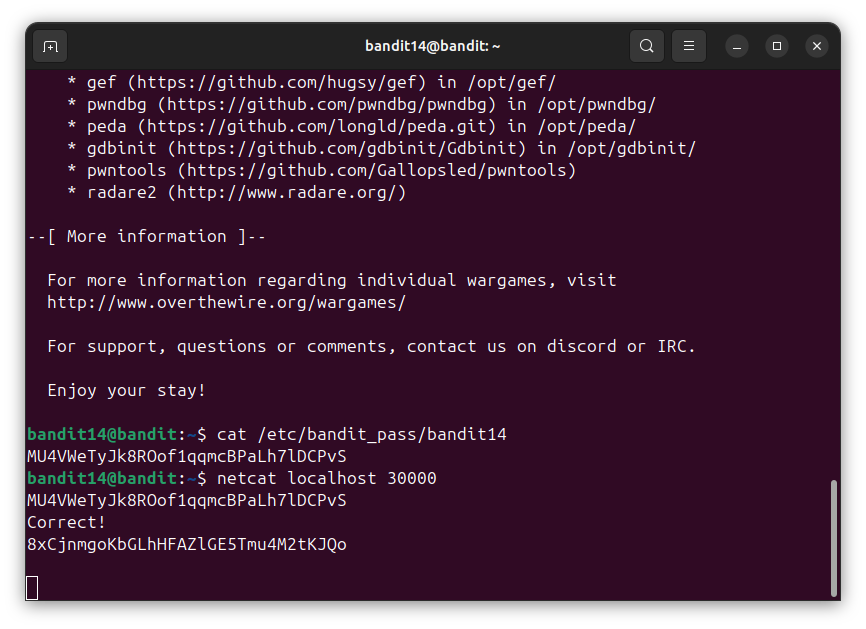 bandit14@bandit: ~
* gef (https://github.com/hugsy/gef) in /opt/gef/
* pwndbg (https://github.com/pwndbg/pwndbg) in /opt/pwndbg/
* peda (https://github.com/longld/peda.git) in /opt/peda/
* gdbinit (https://github.com/gdbinit/Gdbinit) in /opt/gdbinit/
* pwntools (https://github.com/Gallopsled/pwntools)
* radare2 (http://www.radare.org/)
--[ More information ]--
For more information regarding individual wargames, visit
http://www.overthewire.org/wargames/
For support, questions or comments, contact us on discord or IRC.
Enjoy your stay!
bandit14@bandit:~$ cat /etc/bandit_pass/bandit14
MU4VWeTyJk8ROof1qqmcBPaLh7lDCPvS
bandit14@bandit:~$ netcat localhost 30000
MU4VWeTyJk8ROof1qqmcBPaLh7lDCPvS
Correct!
8xCjnmgoKbGLhHFAZlGE5Tmu4M2tKJQo